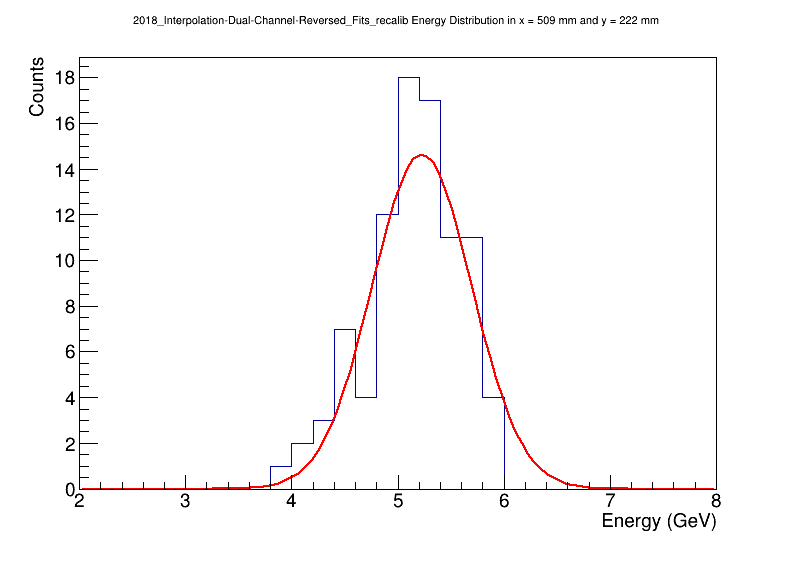 2018_Interpolation-Dual-Channel-Reversed_Fits_recalib Energy Distribution in x = 509 mm and y = 222 mm
Counts
18
16
14
12
10
8
6
4
2
0
2 3 4 5 6 7 8
Energy (GeV)